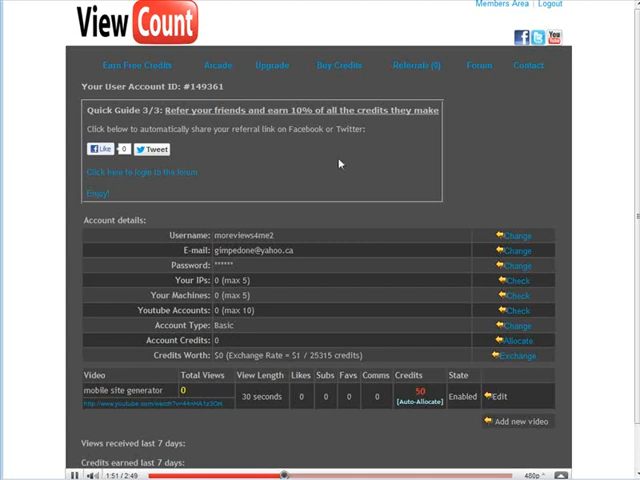 Members Area | Logout
View Count
You Tube
Earn Free Credits Arcade Upgrade Buy Credits Referrals (0) Forum Contact
Your User Account ID: #149361
Quick Guide 3/3: Refer your friends and earn 10% of all the credits they make
Click below to automatically share your referral link on Facebook or Twitter:
Like 0 Tweet
Click here to login to the forum
Enjoy!
Account details:
Username: moreviews4me2 Change
E-mail: gimpedone@yahoo.ca Change
Password: ****** Change
Your IPs: 0 (max 5) Check
Your Machines: 0 (max 5) Check
Youtube Accounts: 0 (max 10) Check
Account Type: Basic Change
Account Credits: 0 Allocate
Credits Worth: $0 (Exchange Rate = $1 / 25315 credits) Exchange
Video Total Views View Length Likes Subs Favs Comms Credits State
mobile site generator 0 30 seconds 0 0 0 0 50 Enabled Edit
[Auto-Allocate]
Add new video
Views received last 7 days:
Credits earned last 7 days:
1:51 / 2:49 480p